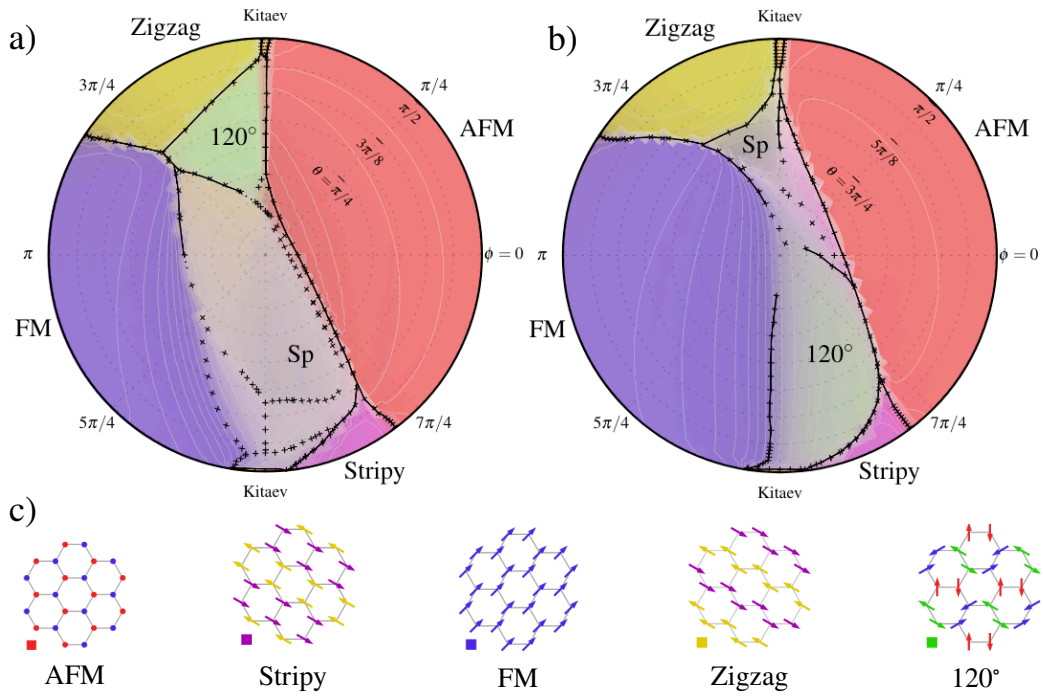 a)
Zigzag
Kitaev
3π/4
π/4
π/2
AFM
120°
3π/8
θ = π/4
π
ϕ = 0
FM
Sp
5π/4
7π/4
Stripy
Kitaev
b)
Zigzag
Kitaev
3π/4
π/4
π/2
AFM
Sp
5π/8
θ = 3π/4
π
ϕ = 0
FM
120°
5π/4
7π/4
Stripy
Kitaev
c)
AFM
Stripy
FM
Zigzag
120°